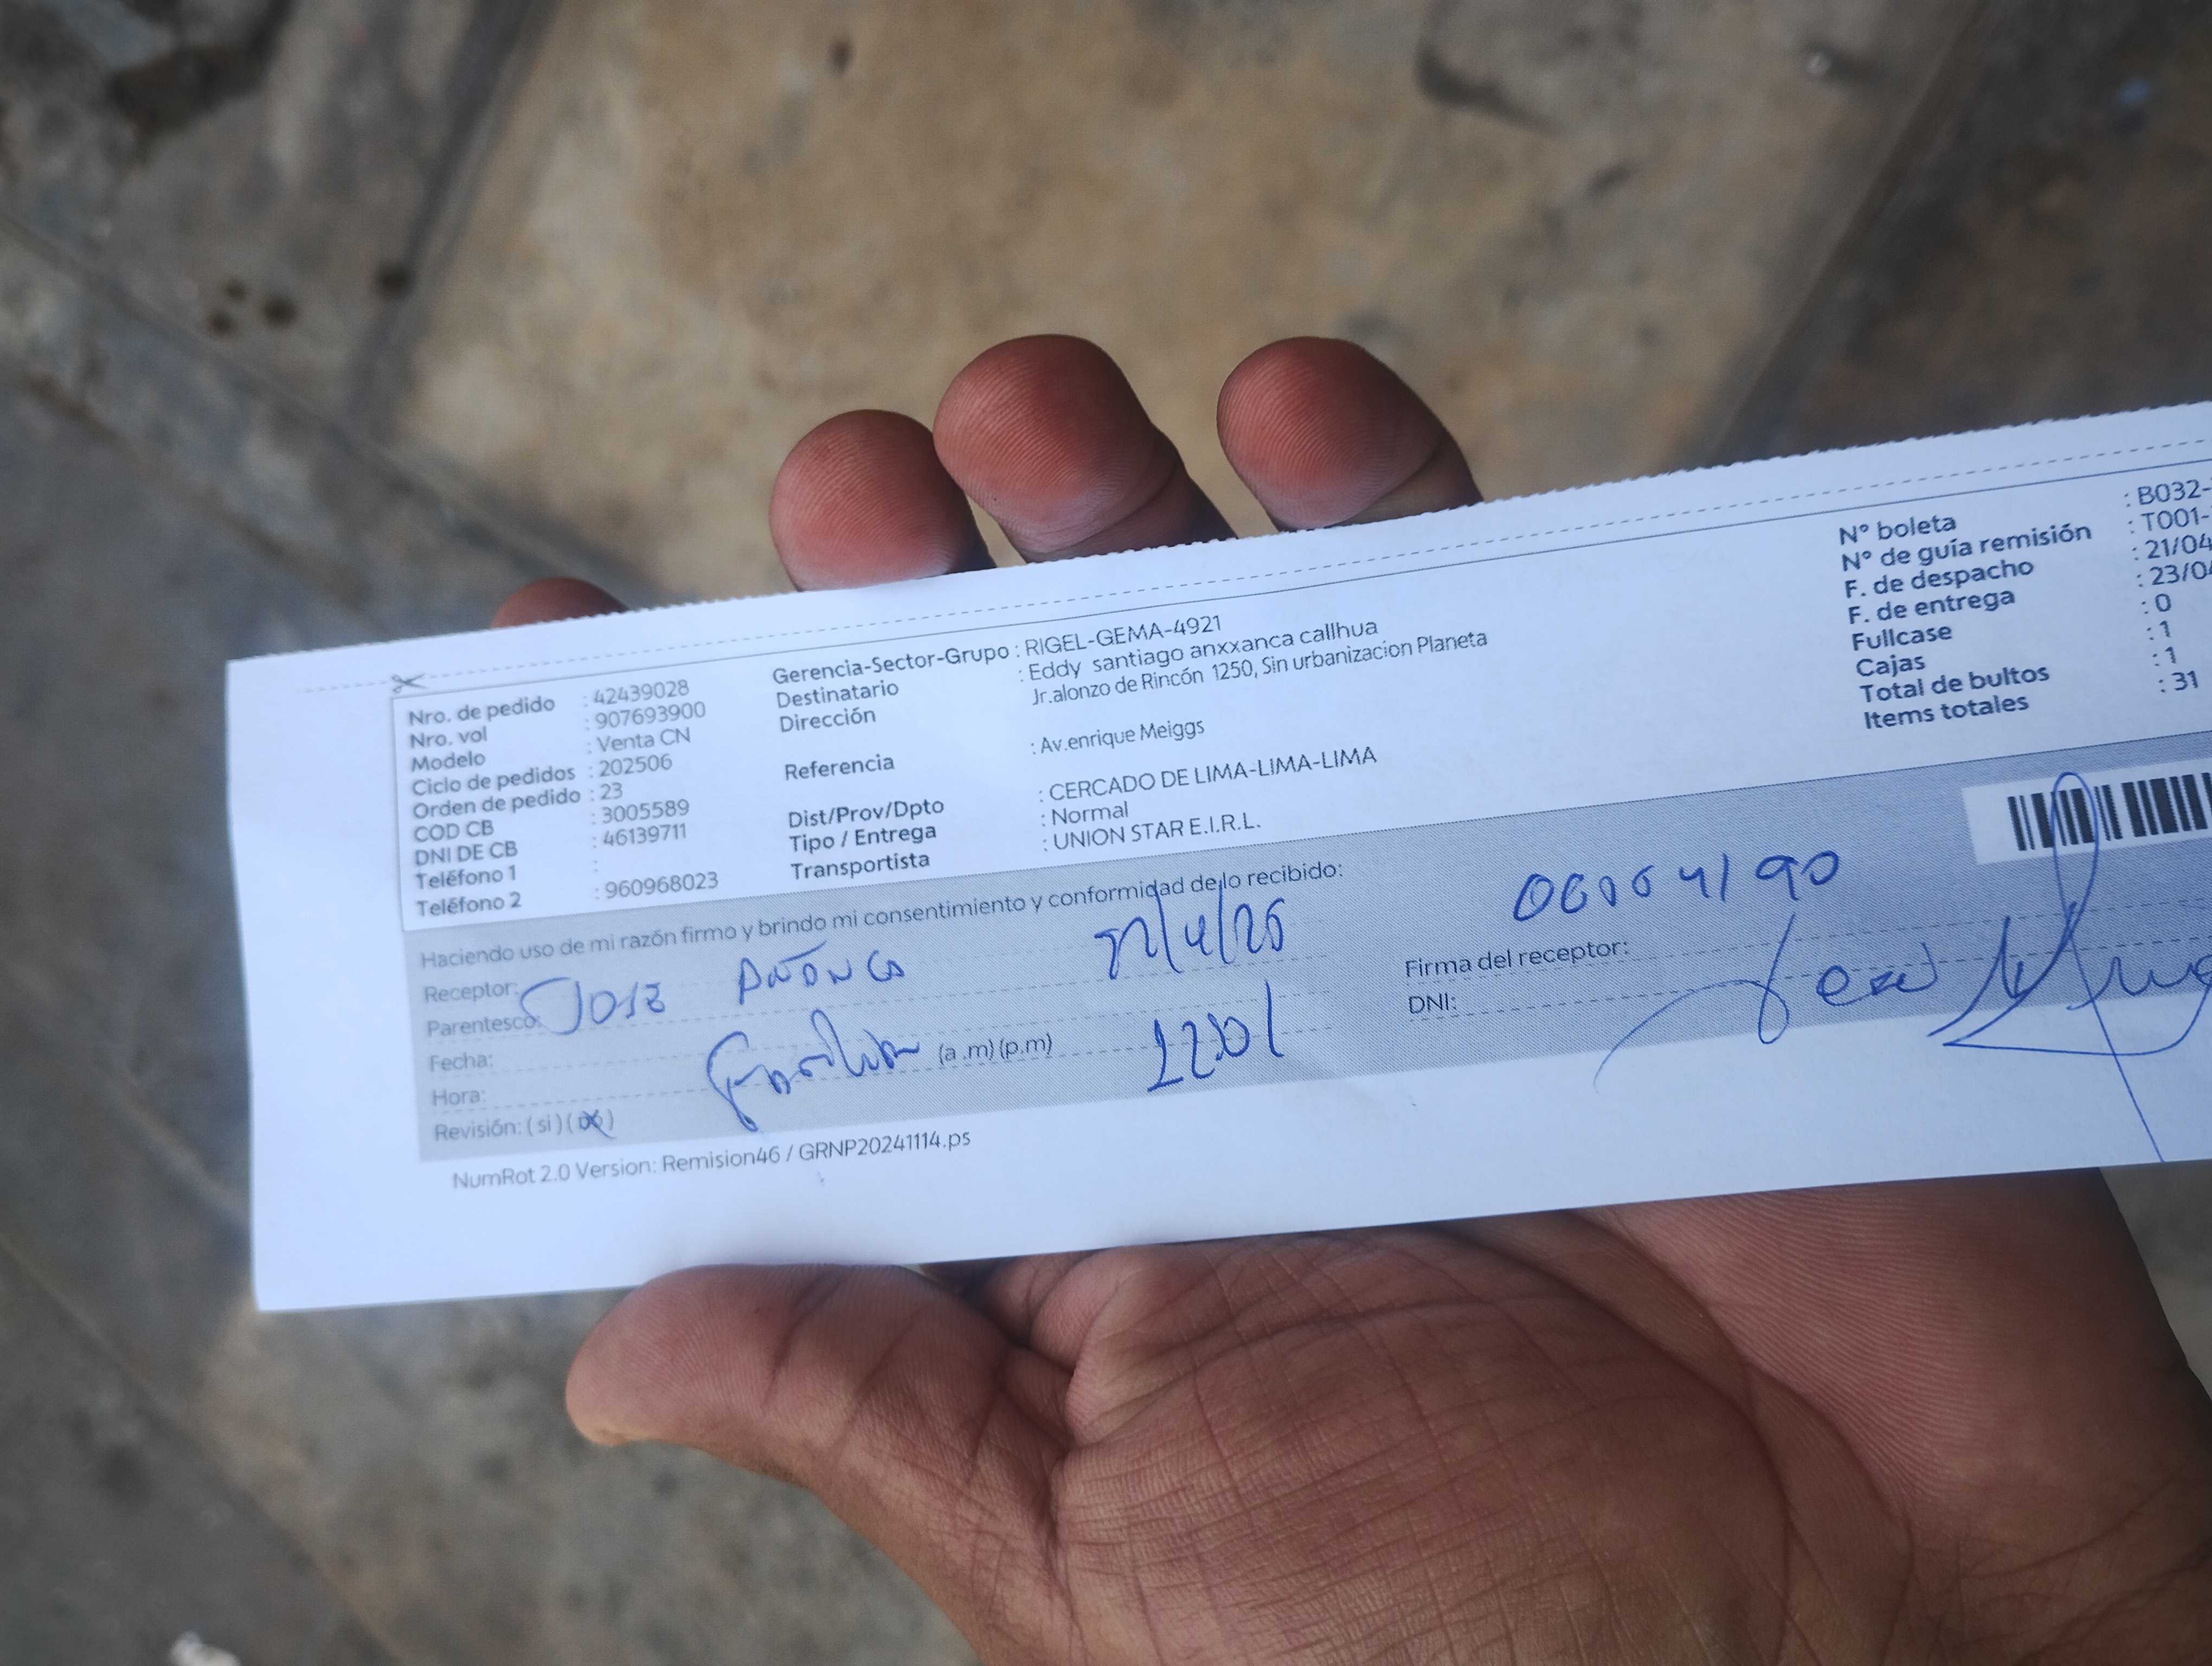 Nro. de pedido : 42439028
Nro. vol : 907693900
Modelo : Venta CN
Ciclo de pedidos : 202506
Orden de pedido : 23
COD CB : 3005589
DNI DE CB : 46139711
Teléfono 1 :
Teléfono 2 : 960968023
Gerencia-Sector-Grupo : RIGEL-GEMA-4921
Destinatario : Eddy santiago anxxanca callhua
Dirección Jr.alonzo de Rincón 1250, Sin urbanizacion Planeta
Referencia : Av.enrique Meiggs
Dist/Prov/Dpto : CERCADO DE LIMA-LIMA-LIMA
Tipo / Entrega : Normal
Transportista : UNION STAR E.I.R.L.
N° boleta : B032-
N° de guía remisión : T001-
F. de despacho : 21/04
F. de entrega : 23/04
Fullcase : 0
Cajas : 1
Total de bultos : 1
Items totales : 31
Haciendo uso de mi razón firmo y brindo mi consentimiento y conformidad de lo recibido:
Receptor: JOSE
Parentesco:
Fecha:
Hora: (a .m) (p.m)
Revisión: ( si ) ( no )
Firma del receptor:
DNI:
NumRot 2.0 Version: Remision46 / GRNP20241114.ps